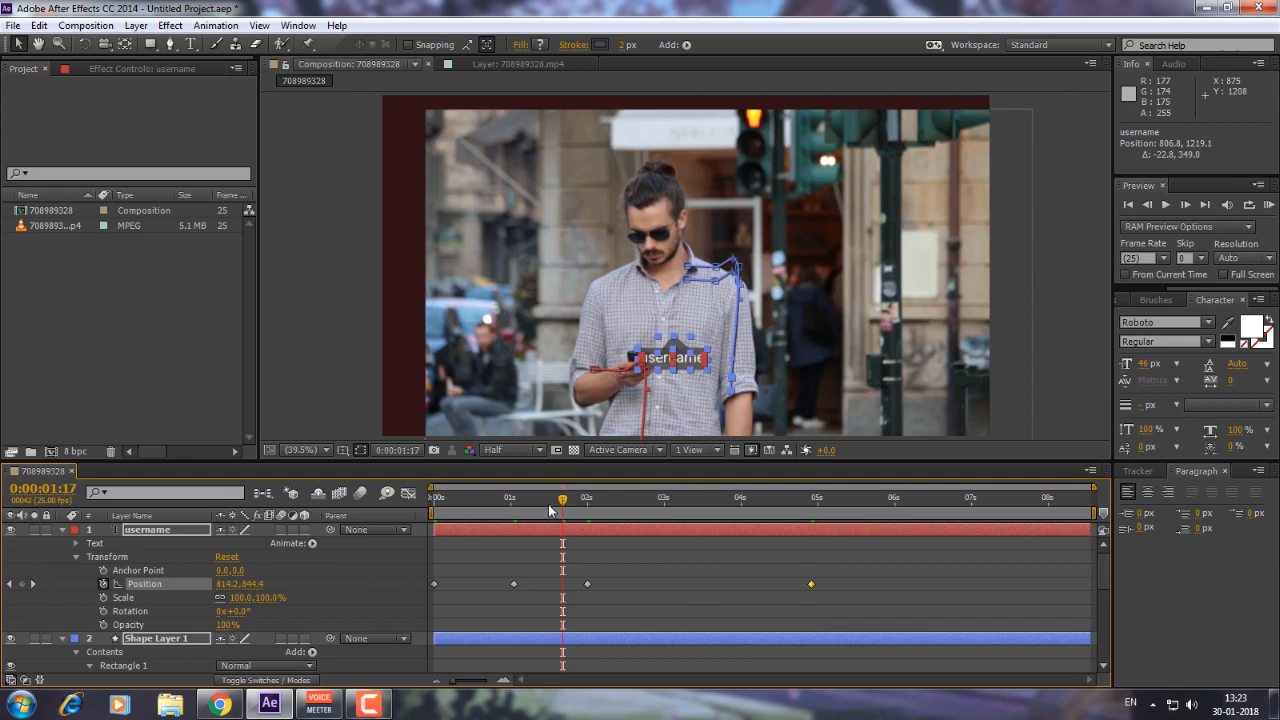 Adobe After Effects CC 2014 - Untitled Project.aep *
File Edit Composition Layer Effect Animation View Window Help
Snapping Fill: ? Stroke: 2 px Add: Workspace: Standard Search Help
Project Effect Controls: username Composition: 708989328 Layer: 708989328.mp4 Info Audio
708989328
R: 177 X: 875
G: 174 Y: 1208
B: 175
A: 255
username
Position: 806.8, 1219.1
Δ: -22.8, 349.0
Preview
Name Type Size Frame ...
708989328 Composition 25
7089893....p4 MPEG 5.1 MB 25
RAM Preview Options
Frame Rate Skip Resolution
(25) 0 Auto
From Current Time Full Screen
Brushes Character
Roboto
Regular
username
46 px Auto
Metrics 0
- px
100 % 100 %
0 px 0 %
8 bpc (39.5%) 0:00:01:17 Half Active Camera 1 View +0.0
708989328
Tracker Paragraph
0:00:01:17
00042 (25.00 fps)
:00s 01s 02s 03s 04s 05s 06s 07s 08s
# Layer Name Parent
1 username None
Text Animate:
Transform Reset
Anchor Point 0.0,0.0
Position 814.2,844.4
Scale 100.0,100.0%
Rotation 0x+0.0°
Opacity 100%
2 Shape Layer 1 None
Contents Add:
Rectangle 1 Normal
Toggle Switches / Modes
0 px 0 px 0 px
0 px 0 px
VOICE
MEETER
EN 13:23
30-01-2018